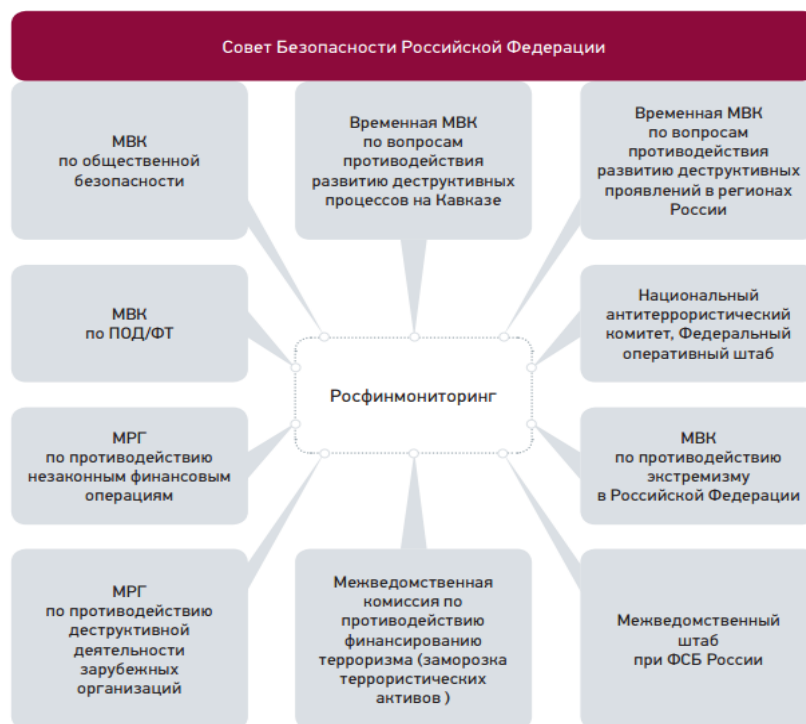 Совет Безопасности Российской Федерации
МВК
по общественной
безопасности
Временная МВК
по вопросам
противодействия
развитию деструктивных
процессов на Кавказе
Временная МВК
по вопросам
противодействия
развитию деструктивных
проявлений в регионах
России
МВК
по ПОД/ФТ
Национальный
антитеррористический
комитет, Федеральный
оперативный штаб
Росфинмониторинг
МРГ
по противодействию
незаконным финансовым
операциям
МВК
по противодействию
экстремизму
в Российской Федерации
МРГ
по противодействию
деструктивной
деятельности
зарубежных
организаций
Межведомственная
комиссия по
противодействию
финансированию
терроризма (заморозка
террористических
активов )
Межведомственный
штаб
при ФСБ России